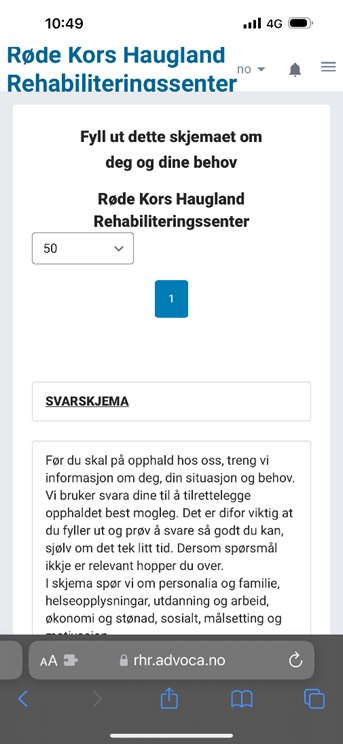 10:49
4G
Røde Kors Haugland
Rehabiliteringssenter
no
Fyll ut dette skjemaet om
deg og dine behov
Røde Kors Haugland
Rehabiliteringssenter
50
1
SVARSKJEMA
Før du skal på opphald hos oss, treng vi
informasjon om deg, din situasjon og behov.
Vi bruker svara dine til å tilrettelegge
opphaldet best mogleg. Det er difor viktig at
du fyller ut og prøv å svare så godt du kan,
sjølv om det tek litt tid. Dersom spørsmål
ikkje er relevant hopper du over.
I skjema spør vi om personalia og familie,
helseopplysningar, utdanning og arbeid,
økonomi og stønad, sosialt, målsetting og
motivasjon
AA
rhr.advoca.no